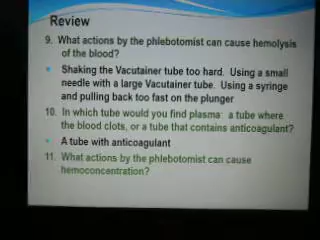 Review
9. What actions by the phlebotomist can cause hemolysis
of the blood?
Shaking the Vacutainer tube too hard. Using a small
needle with a large Vacutainer tube. Using a syringe
and pulling back too fast on the plunger
10. In which tube would you find plasma: a tube where
the blood clots, or a tube that contains anticoagulant?
A tube with anticoagulant
11. What actions by the phlebotomist can cause
hemoconcentration?